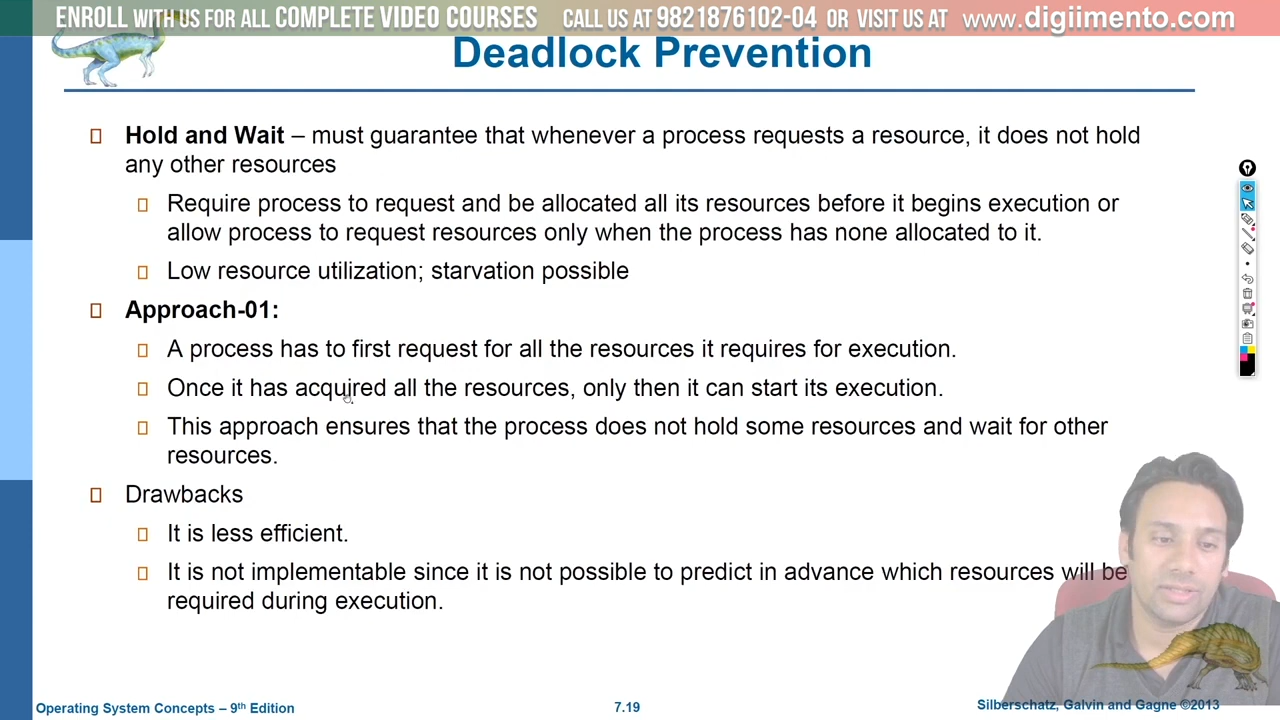 ENROLL WITH US FOR ALL COMPLETE VIDEO COURSES CALL US AT 9821876102-04 OR VISIT US AT www.digiimento.com
Deadlock Prevention
Hold and Wait – must guarantee that whenever a process requests a resource, it does not hold
any other resources
Require process to request and be allocated all its resources before it begins execution or
allow process to request resources only when the process has none allocated to it.
Low resource utilization; starvation possible
Approach-01:
A process has to first request for all the resources it requires for execution.
Once it has acquired all the resources, only then it can start its execution.
This approach ensures that the process does not hold some resources and wait for other
resources.
Drawbacks
It is less efficient.
It is not implementable since it is not possible to predict in advance which resources will be
required during execution.
Operating System Concepts – 9th Edition
7.19
Silberschatz, Galvin and Gagne ©2013